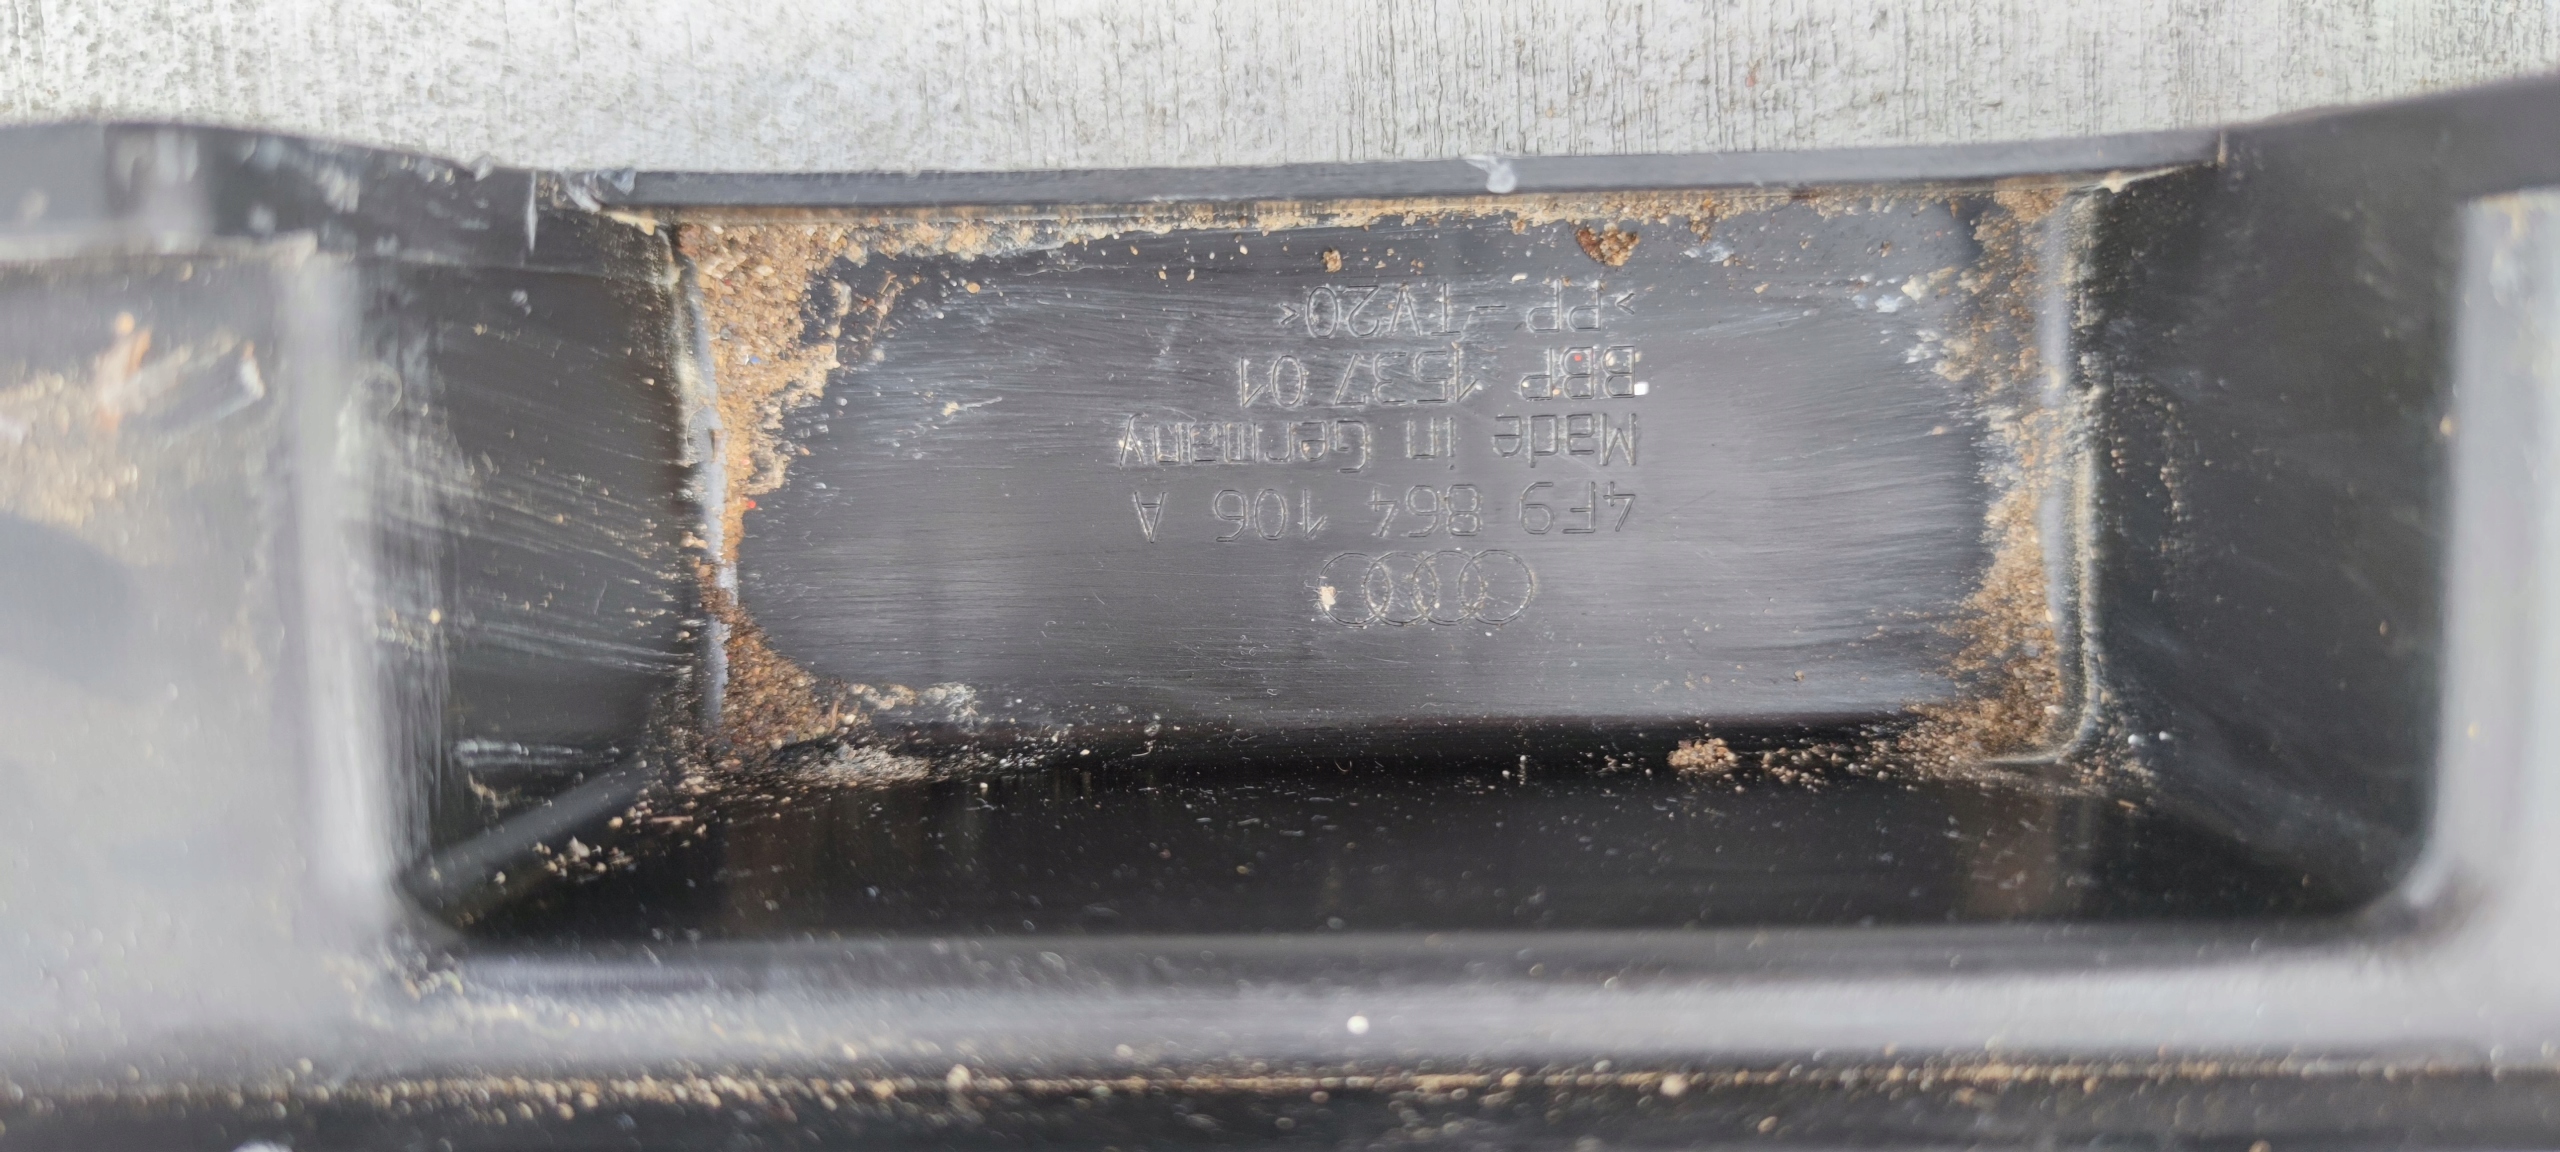 4F9 864 106 A
Made in Germany
BBP 1537 01
>PP-TV20<